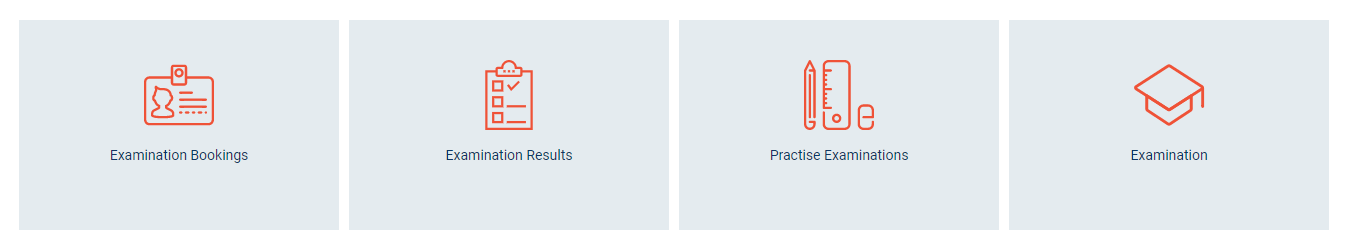 Examination Bookings
Examination Results
Practise Examinations
Examination